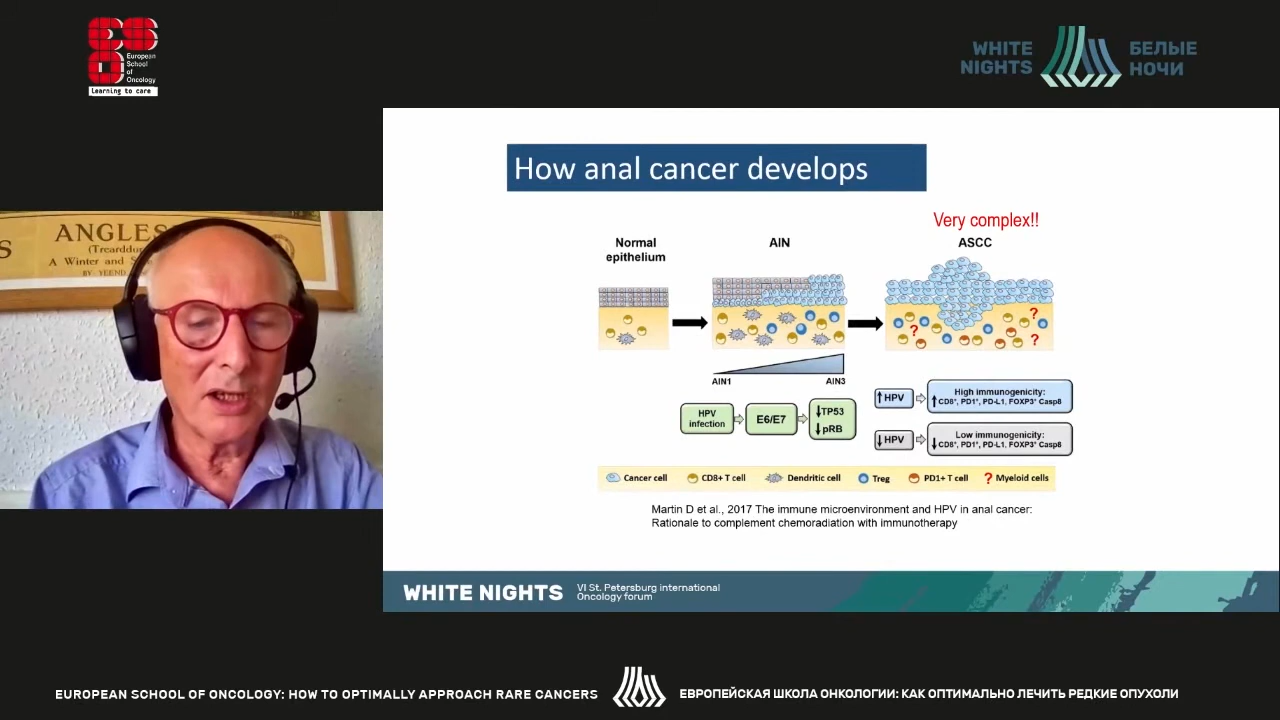 European
School
of
Oncology
Learning to care
WHITE
NIGHTS
БЕЛЫЕ
НОЧИ
How anal cancer develops
Very complex!!
Normal
epithelium
AIN
ASCC
AIN1
AIN3
HPV
infection
E6/E7
↓TP53
↓pRB
↑HPV
High immunogenicity:
↑CD8⁺, PD1⁺, PD-L1, FOXP3⁺ Casp8
↓HPV
Low immunogenicity:
↓CD8⁺, PD1⁺, PD-L1, FOXP3⁺ Casp8
? ? ?
Cancer cell
CD8+ T cell
Dendritic cell
Treg
PD1+ T cell
? Myeloid cells
Martin D et al., 2017 The immune microenvironment and HPV in anal cancer:
Rationale to complement chemoradiation with immunotherapy
WHITE NIGHTS
VI St. Petersburg international
Oncology forum
S
ANGLES
A Winter and
EUROPEAN SCHOOL OF ONCOLOGY: HOW TO OPTIMALLY APPROACH RARE CANCERS
ЕВРОПЕЙСКАЯ ШКОЛА ОНКОЛОГИИ: КАК ОПТИМАЛЬНО ЛЕЧИТЬ РЕДКИЕ ОПУХОЛИ